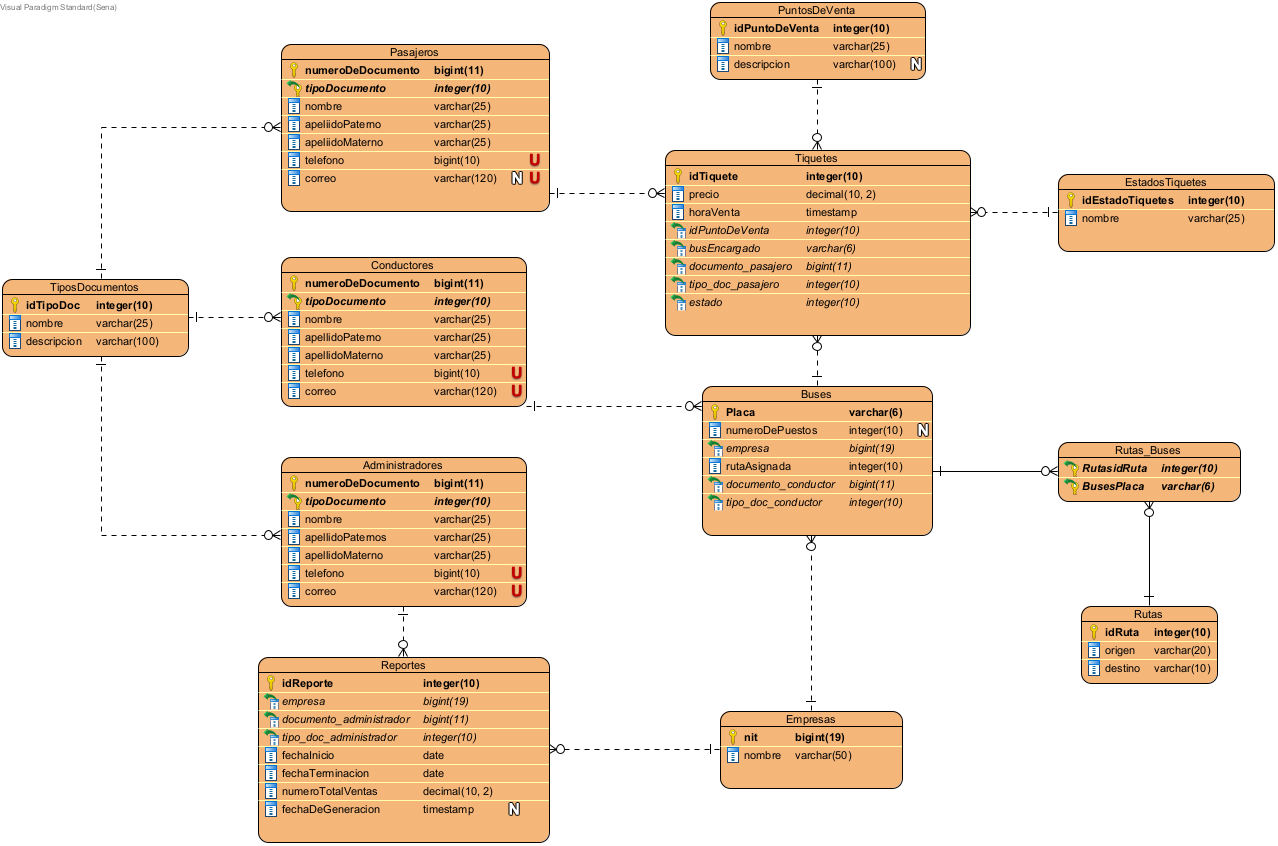 Visual Paradigm Standard(Sena)
PuntosDeVenta
idPuntoDeVenta integer(10)
nombre varchar(25)
descripcion varchar(100) N
Pasajeros
numeroDeDocumento bigint(11)
tipoDocumento integer(10)
nombre varchar(25)
apeliidoPaterno varchar(25)
apeliidoMaterno varchar(25)
telefono bigint(10) U
correo varchar(120) N U
Tiquetes
idTiquete integer(10)
precio decimal(10, 2)
horaVenta timestamp
idPuntoDeVenta integer(10)
busEncargado varchar(6)
documento_pasajero bigint(11)
tipo_doc_pasajero integer(10)
estado integer(10)
EstadosTiquetes
idEstadoTiquetes integer(10)
nombre varchar(25)
Conductores
numeroDeDocumento bigint(11)
tipoDocumento integer(10)
nombre varchar(25)
apellidoPaterno varchar(25)
apellidoMaterno varchar(25)
telefono bigint(10) U
correo varchar(120) U
TiposDocumentos
idTipoDoc integer(10)
nombre varchar(25)
descripcion varchar(100)
Buses
Placa varchar(6)
numeroDePuestos integer(10) N
empresa bigint(19)
rutaAsignada integer(10)
documento_conductor bigint(11)
tipo_doc_conductor integer(10)
Rutas_Buses
RutasidRuta integer(10)
BusesPlaca varchar(6)
Administradores
numeroDeDocumento bigint(11)
tipoDocumento integer(10)
nombre varchar(25)
apellidoPaternos varchar(25)
apellidoMaterno varchar(25)
telefono bigint(10) U
correo varchar(120) U
Rutas
idRuta integer(10)
origen varchar(20)
destino varchar(10)
Reportes
idReporte integer(10)
empresa bigint(19)
documento_administrador bigint(11)
tipo_doc_administrador integer(10)
fechaInicio date
fechaTerminacion date
numeroTotalVentas decimal(10, 2)
fechaDeGeneracion timestamp N
Empresas
nit bigint(19)
nombre varchar(50)